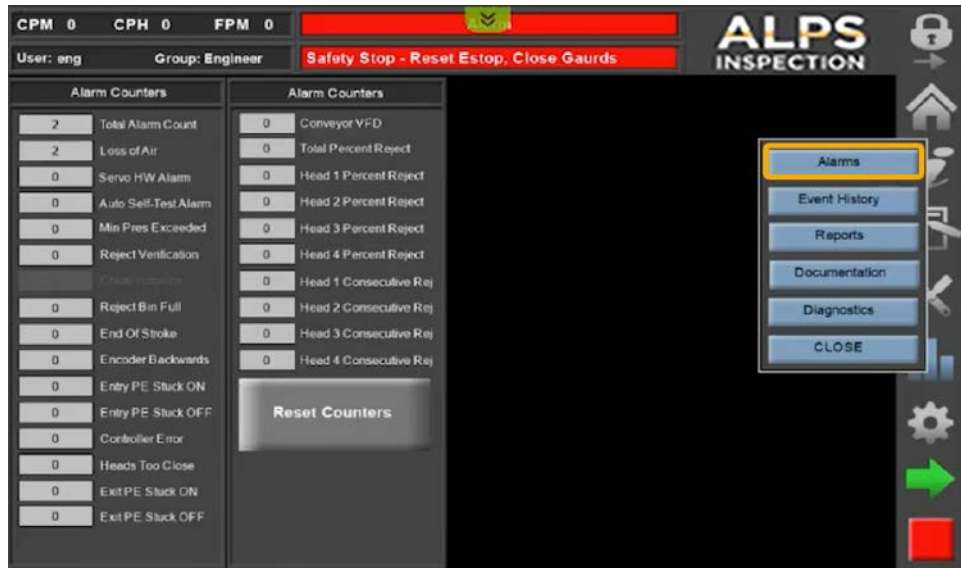 CPM 0 CPH 0 FPM 0
User: eng Group: Engineer
Safety Stop - Reset Estop, Close Gaurds
ALPS
INSPECTION
Alarm Counters
2 Total Alarm Count
2 Loss of Air
0 Servo HW Alarm
0 Auto Self-Test Alarm
0 Min Pres Exceeded
0 Reject Verification
0 Reject Bin Full
0 End Of Stroke
0 Encoder Backwards
0 Entry PE Stuck ON
0 Entry PE Stuck OFF
0 Controller Error
0 Heads Too Close
0 Exit PE Stuck ON
0 Exit PE Stuck OFF
Alarm Counters
0 Conveyor VFD
0 Total Percent Reject
0 Head 1 Percent Reject
0 Head 2 Percent Reject
0 Head 3 Percent Reject
0 Head 4 Percent Reject
0 Head 1 Consecutive Rej
0 Head 2 Consecutive Rej
0 Head 3 Consecutive Rej
0 Head 4 Consecutive Rej
Reset Counters
Alarms
Event History
Reports
Documentation
Diagnostics
CLOSE